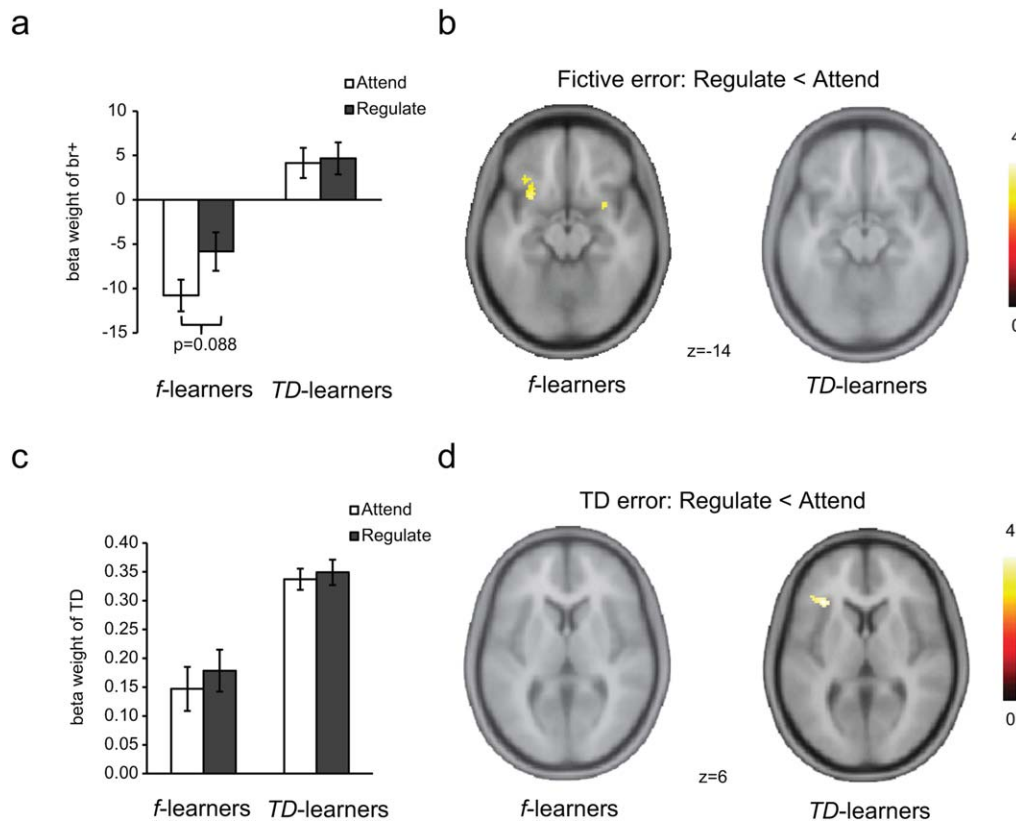 a
Attend
Regulate
10
5
0
-5
-10
-15
beta weight of br+
p=0.088
f-learners
TD-learners
b
Fictive error: Regulate < Attend
4
0
z=-14
f-learners
TD-learners
c
Attend
Regulate
0.40
0.35
0.30
0.25
0.20
0.15
0.10
0.05
0.00
beta weight of TD
f-learners
TD-learners
d
TD error: Regulate < Attend
4
0
z=6
f-learners
TD-learners